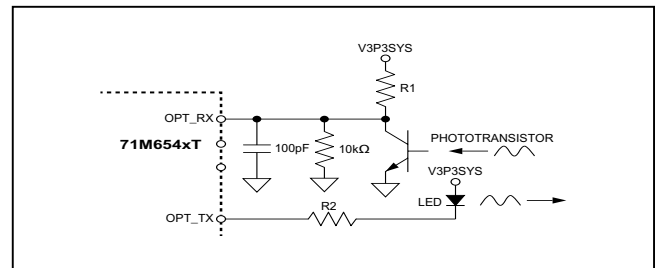 V3P3SYS
R1
OPT_RX
71M654xT
100pF
10kΩ
PHOTOTRANSISTOR
V3P3SYS
LED
R2
OPT_TX